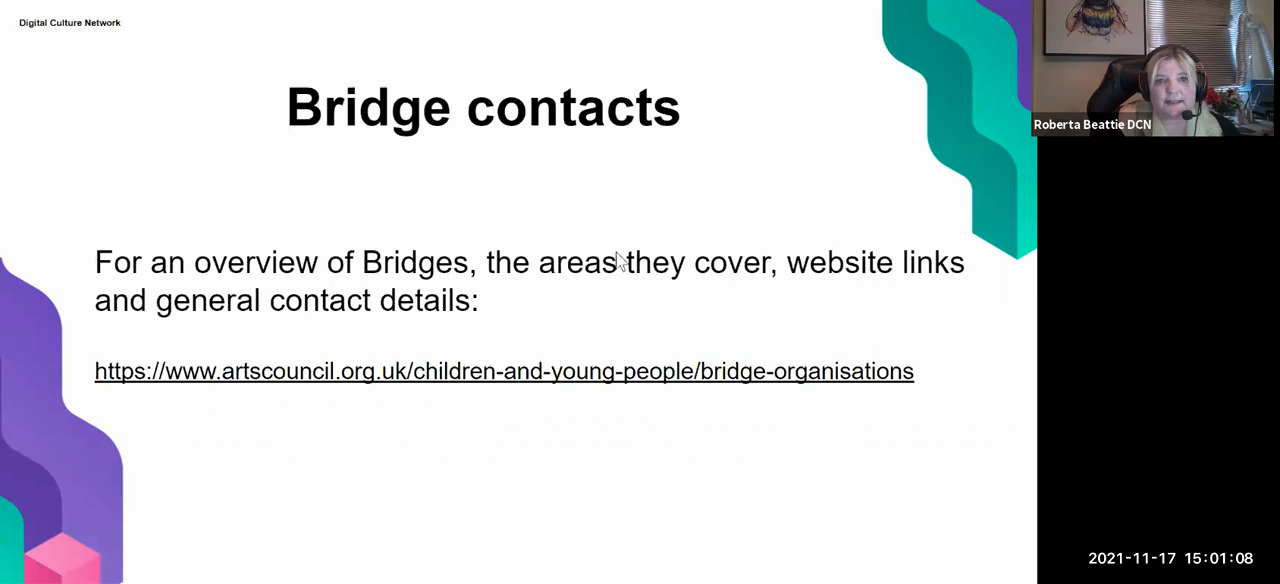 Digital Culture Network
Bridge contacts
Roberta Beattie DCN
For an overview of Bridges, the areas they cover, website links
and general contact details:
https://www.artscouncil.org.uk/children-and-young-people/bridge-organisations
2021-11-17 15:01:08